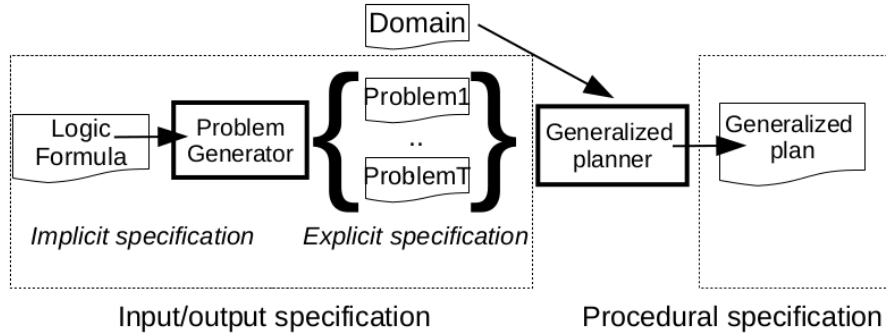 Domain
Logic
Formula
Problem
Generator
{
Problem1
..
ProblemT
}
Generalized
planner
Generalized
plan
Implicit specification
Explicit specification
Input/output specification
Procedural specification